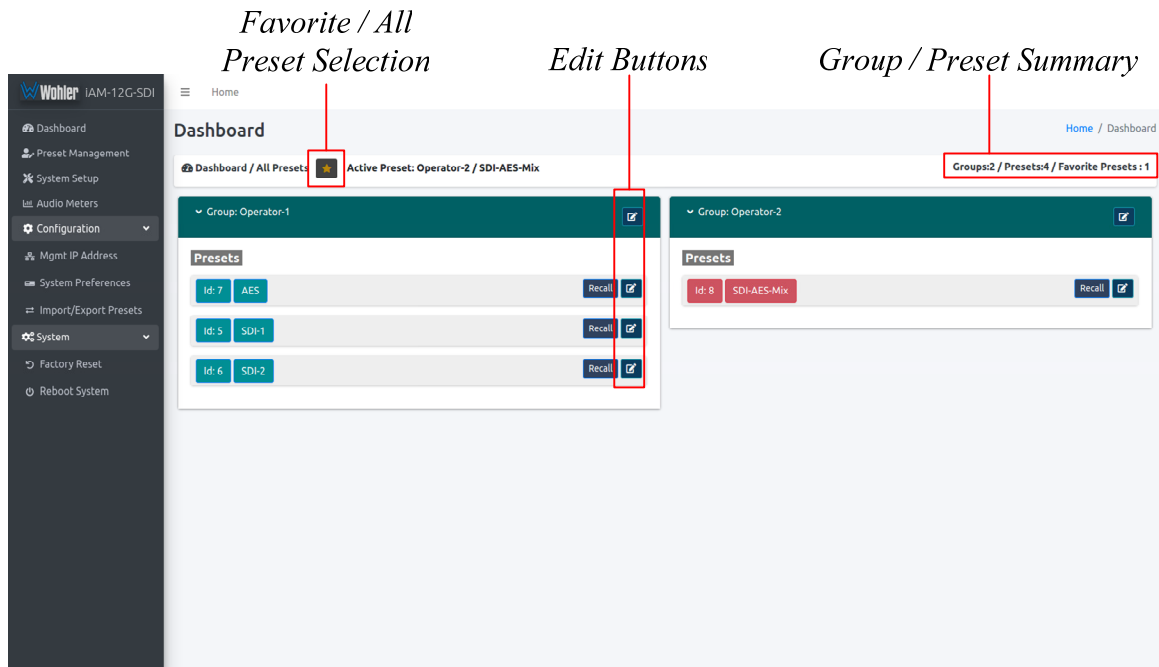 Favorite / All
Preset Selection
Edit Buttons
Group / Preset Summary
Wohler iAM-12G-SDI
Home
Dashboard
Preset Management
System Setup
Audio Meters
Configuration
Mgmt IP Address
System Preferences
Import/Export Presets
System
Factory Reset
Reboot System
Dashboard
Home / Dashboard
Dashboard / All Presets
Active Preset: Operator-2 / SDI-AES-Mix
Groups:2 / Presets:4 / Favorite Presets : 1
Group: Operator-1
Presets
Id: 7 AES Recall
Id: 5 SDI-1 Recall
Id: 6 SDI-2 Recall
Group: Operator-2
Presets
Id: 8 SDI-AES-Mix Recall